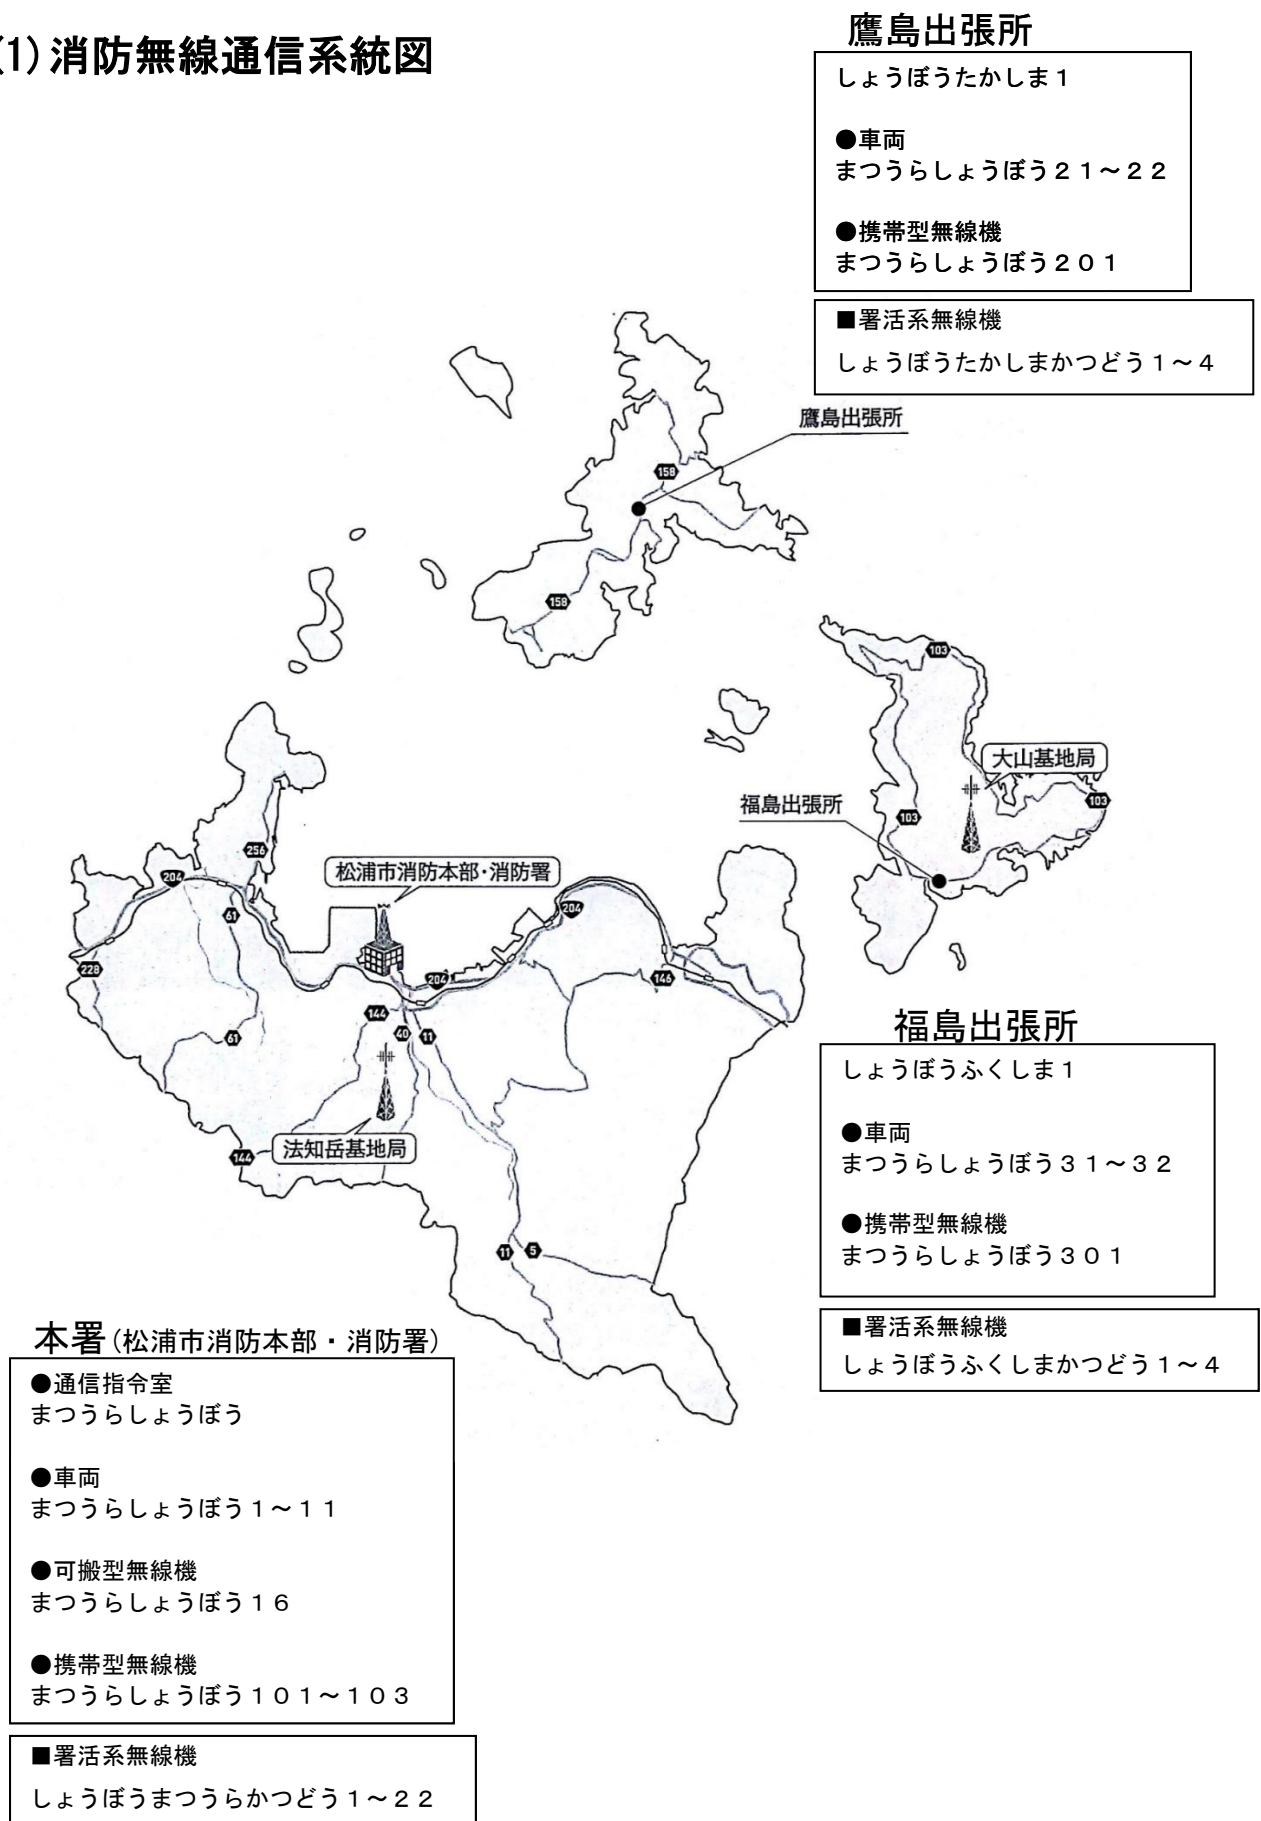 (1)消防無線通信系統図
鷹島出張所
しょうぼうたかしま１
●車両
まつうらしょうぼう２１～２２
●携帯型無線機
まつうらしょうぼう２０１
■署活系無線機
しょうぼうたかしまかつどう１～４
鷹島出張所
158
158
103
大山基地局
福島出張所
103
103
256
松浦市消防本部・消防署
204
204
61
228
204
146
144
40
11
61
法知岳基地局
144
11
5
福島出張所
しょうぼうふくしま１
●車両
まつうらしょうぼう３１～３２
●携帯型無線機
まつうらしょうぼう３０１
■署活系無線機
しょうぼうふくしまかつどう１～４
本署(松浦市消防本部・消防署)
●通信指令室
まつうらしょうぼう
●車両
まつうらしょうぼう１～１１
●可搬型無線機
まつうらしょうぼう１６
●携帯型無線機
まつうらしょうぼう１０１～１０３
■署活系無線機
しょうぼうまつうらかつどう１～２２